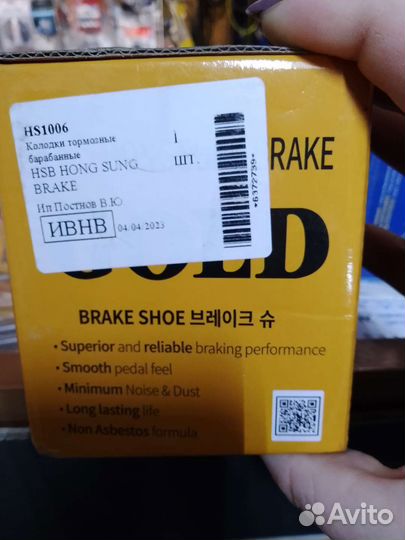 HS1006
Колодки тормозные
барабанные
1
ШТ.
HSB HONG SUNG
BRAKE
Ип Постнов В.Ю
ИВНВ
04.04.2023
*6372739*
RAKE
GOLD
BRAKE SHOE 브레이크 슈
• Superior and reliable braking performance
• Smooth pedal feel
• Minimum Noise & Dust
• Long lasting life
• Non Asbestos formula
Avito